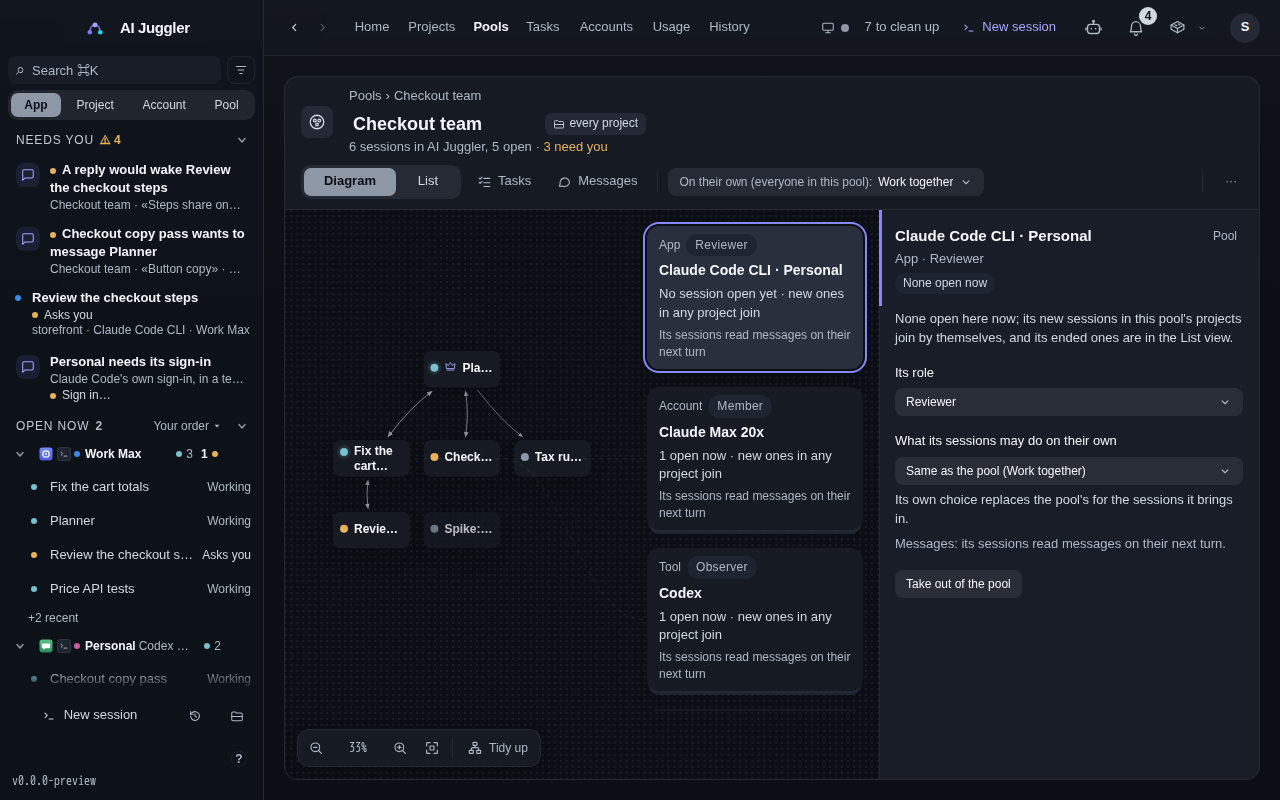 AI Juggler
Search ⌘K
App
Project
Account
Pool
NEEDS YOU 4
A reply would wake Review the checkout steps
Checkout team · «Steps share on…
Checkout copy pass wants to message Planner
Checkout team · «Button copy» · …
Review the checkout steps
Asks you
storefront · Claude Code CLI · Work Max
Personal needs its sign-in
Claude Code's own sign-in, in a te…
Sign in…
OPEN NOW 2
Your order
Work Max
3
1
Fix the cart totals
Working
Planner
Working
Review the checkout s…
Asks you
Price API tests
Working
+2 recent
Personal Codex …
2
Checkout copy pass
Working
New session
?
v0.0.0-preview
Home
Projects
Pools
Tasks
Accounts
Usage
History
7 to clean up
New session
4
S
Pools › Checkout team
Checkout team
every project
6 sessions in AI Juggler, 5 open · 3 need you
Diagram
List
Tasks
Messages
On their own (everyone in this pool): Work together
Pla…
Fix the cart…
Check…
Tax ru…
Revie…
Spike:…
App Reviewer
Claude Code CLI · Personal
No session open yet · new ones in any project join
Its sessions read messages on their next turn
Account Member
Claude Max 20x
1 open now · new ones in any project join
Its sessions read messages on their next turn
Tool Observer
Codex
1 open now · new ones in any project join
Its sessions read messages on their next turn
33%
Tidy up
Claude Code CLI · Personal
Pool
App · Reviewer
None open now
None open here now; its new sessions in this pool's projects join by themselves, and its ended ones are in the List view.
Its role
Reviewer
What its sessions may do on their own
Same as the pool (Work together)
Its own choice replaces the pool's for the sessions it brings in.
Messages: its sessions read messages on their next turn.
Take out of the pool